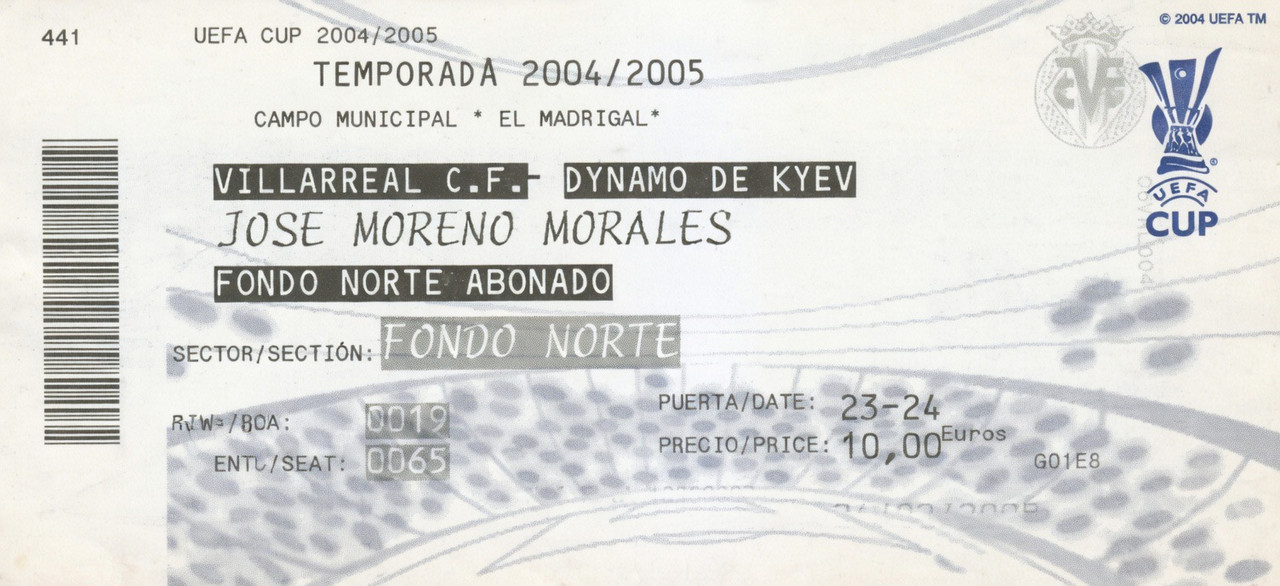 441
UEFA CUP 2004/2005
© 2004 UEFA TM
TEMPORADA 2004/2005
CAMPO MUNICIPAL * EL MADRIGAL*
CVF
VILLARREAL C.F.- DYNAMO DE KYEV
UEFA
CUP
JOSE MORENO MORALES
FONDO NORTE ABONADO
SECTOR/SECTIÓN: FONDO NORTE
/BOA: 0019
PUERTA/DATE: 23-24
/SEAT: 0065
PRECIO/PRICE: 10,00 Euros
G01E8